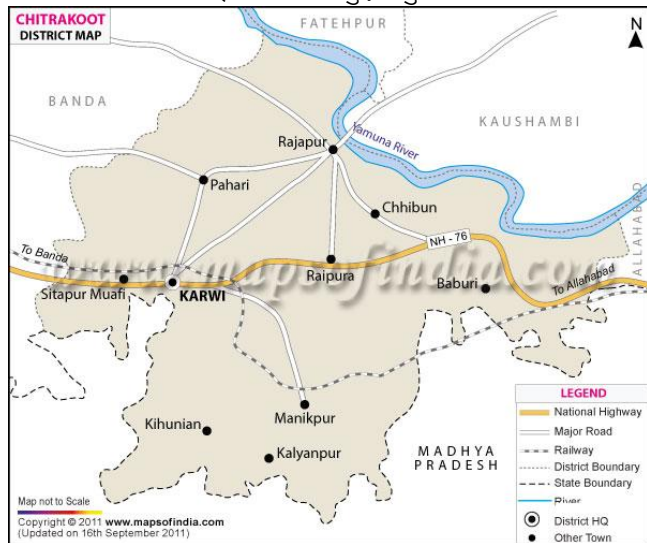 CHITRAKOOT
DISTRICT MAP
FATEHPUR
N
BANDA
KAUSHAMBI
Rajapur
Yamuna River
Pahari
Chhibun
ALLAHABAD
To Banda
NH - 76
www.mapsofindia.com
Raipura
Sitapur Muafi
KARWI
Baburi
To Allahabad
Manikpur
Kihunian
Kalyanpur
MADHYA
PRADESH
LEGEND
National Highway
Major Road
Railway
District Boundary
State Boundary
River
District HQ
Other Town
Map not to Scale
Copyright © 2011 www.mapsofindia.com
(Updated on 16th September 2011)